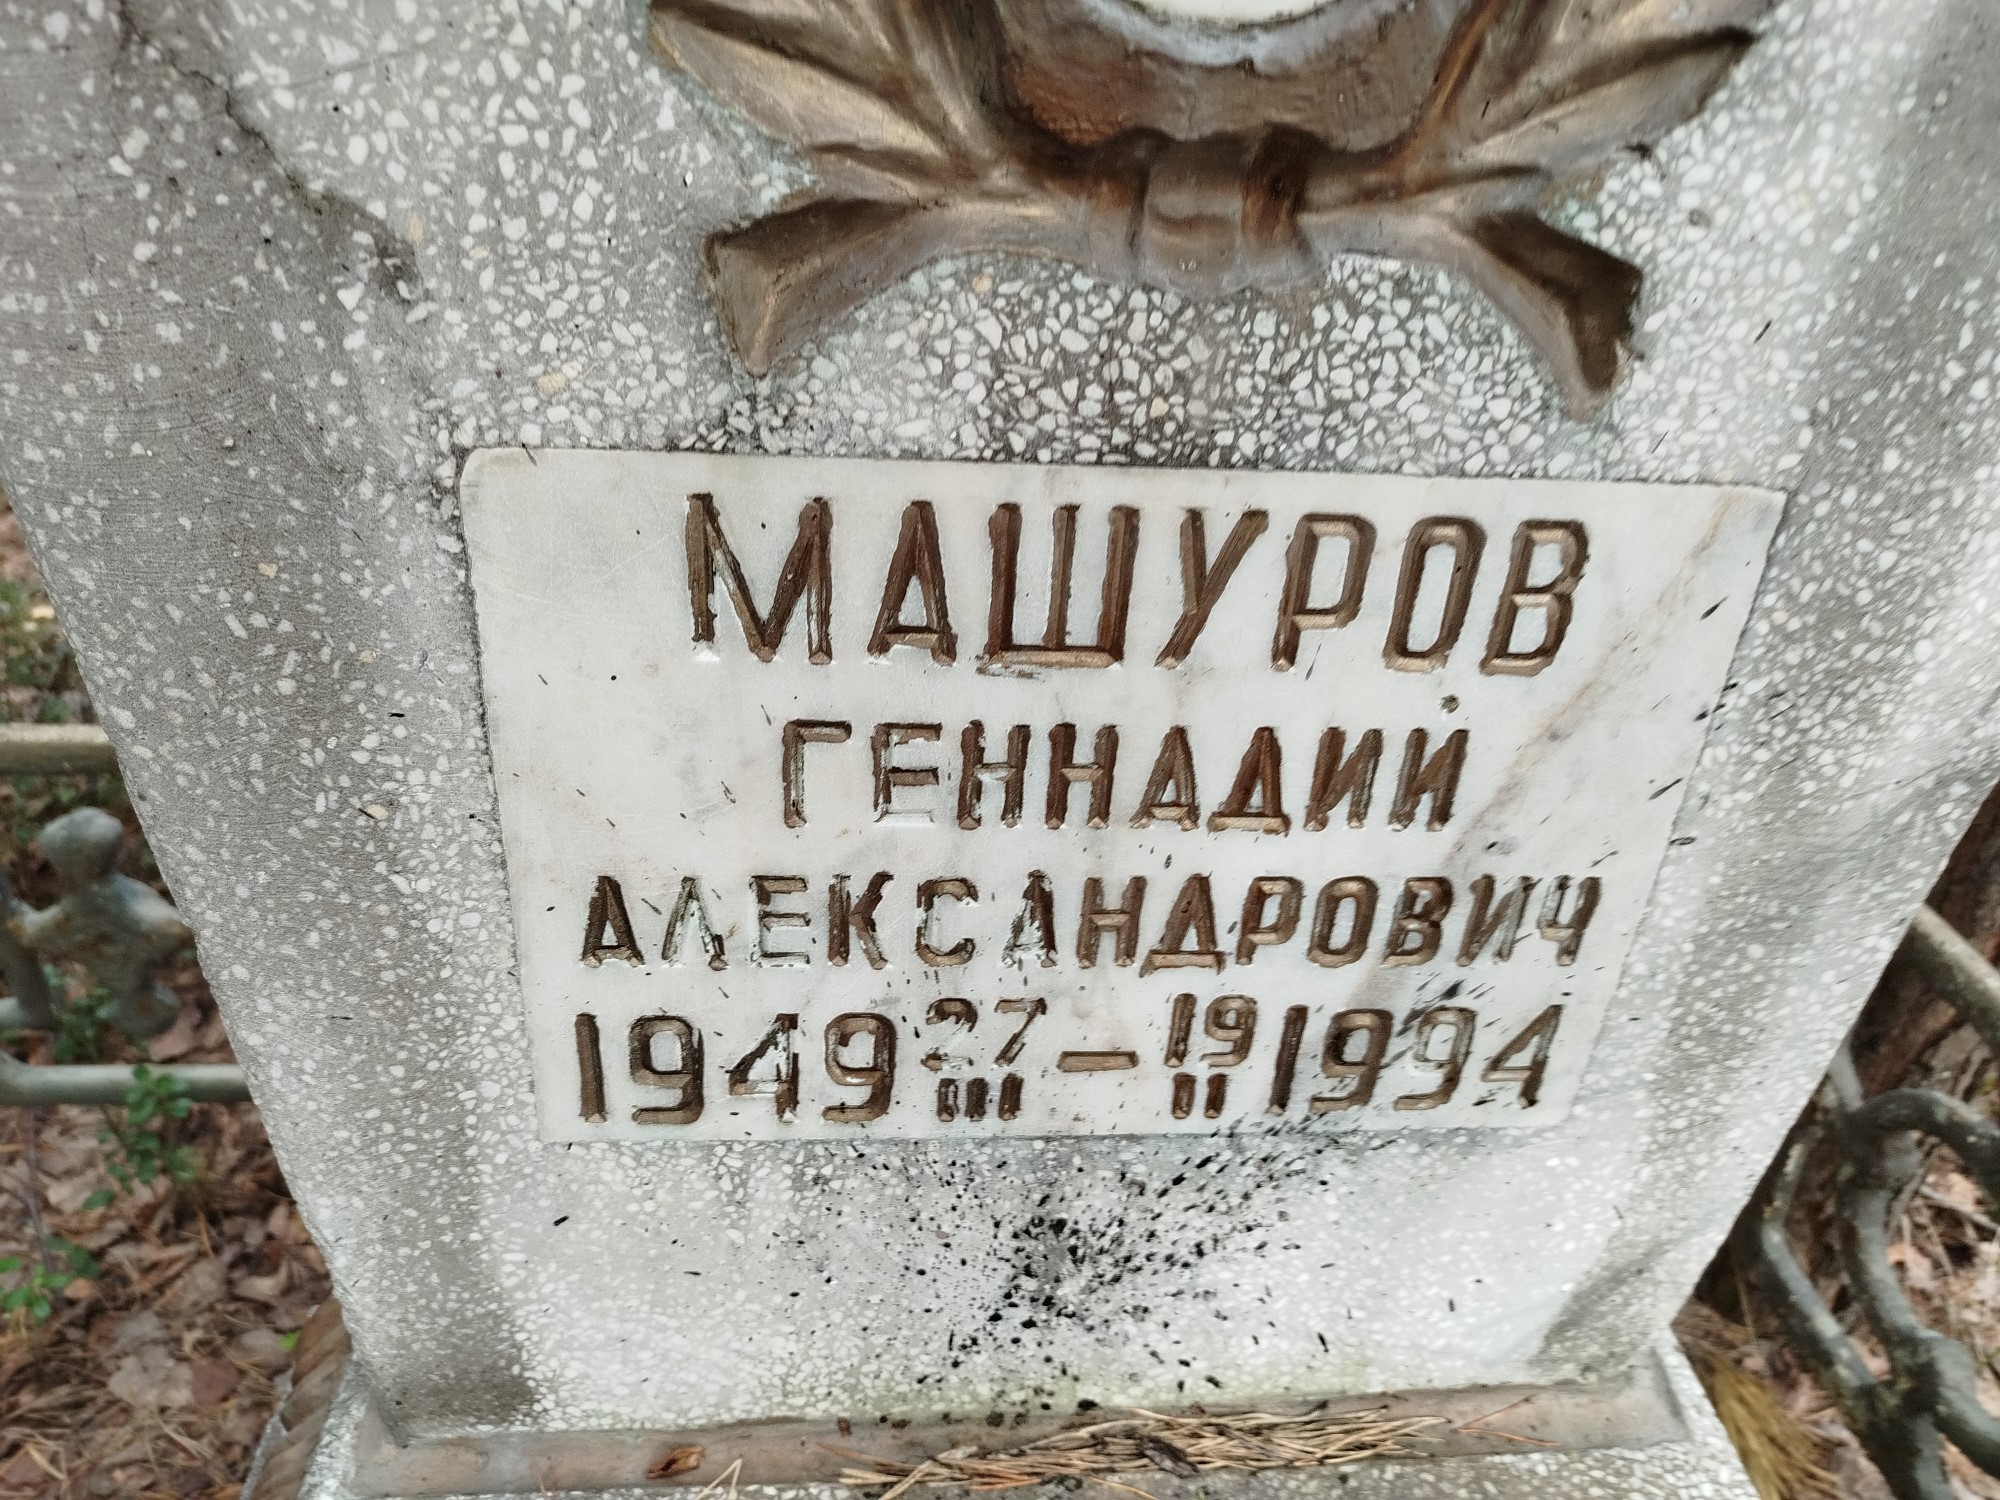 МАШУРОВ
ГЕННАДИЙ
АЛЕКСАНДРОВИЧ
1949 27/III – 19/II 1994